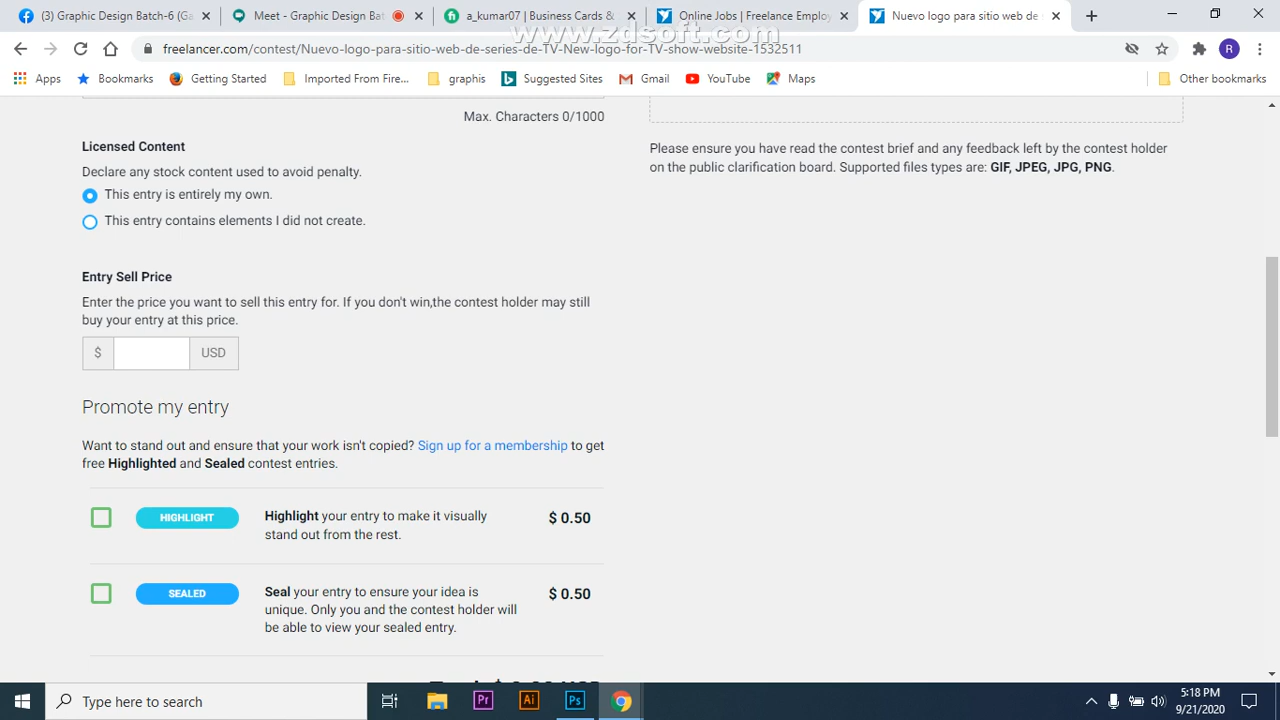 (3) Graphic Design Batch-6 (Ga
Meet - Graphic Design Bat
a_kumar07 | Business Cards &
Online Jobs | Freelance Employ
Nuevo logo para sitio web de s
www.zdsoft.com
freelancer.com/contest/Nuevo-logo-para-sitio-web-de-series-de-TV-New-logo-for-TV-show-website-1532511
R
Apps
Bookmarks
Getting Started
Imported From Fire...
graphis
Suggested Sites
Gmail
YouTube
Maps
Other bookmarks
Max. Characters 0/1000
Please ensure you have read the contest brief and any feedback left by the contest holder
on the public clarification board. Supported files types are: GIF, JPEG, JPG, PNG.
Licensed Content
Declare any stock content used to avoid penalty.
This entry is entirely my own.
This entry contains elements I did not create.
Entry Sell Price
Enter the price you want to sell this entry for. If you don't win,the contest holder may still
buy your entry at this price.
$ USD
Promote my entry
Want to stand out and ensure that your work isn't copied? Sign up for a membership to get
free Highlighted and Sealed contest entries.
HIGHLIGHT
Highlight your entry to make it visually
stand out from the rest.
$ 0.50
SEALED
Seal your entry to ensure your idea is
unique. Only you and the contest holder will
be able to view your sealed entry.
$ 0.50
Type here to search
Pr
Ai
Ps
5:18 PM
9/21/2020